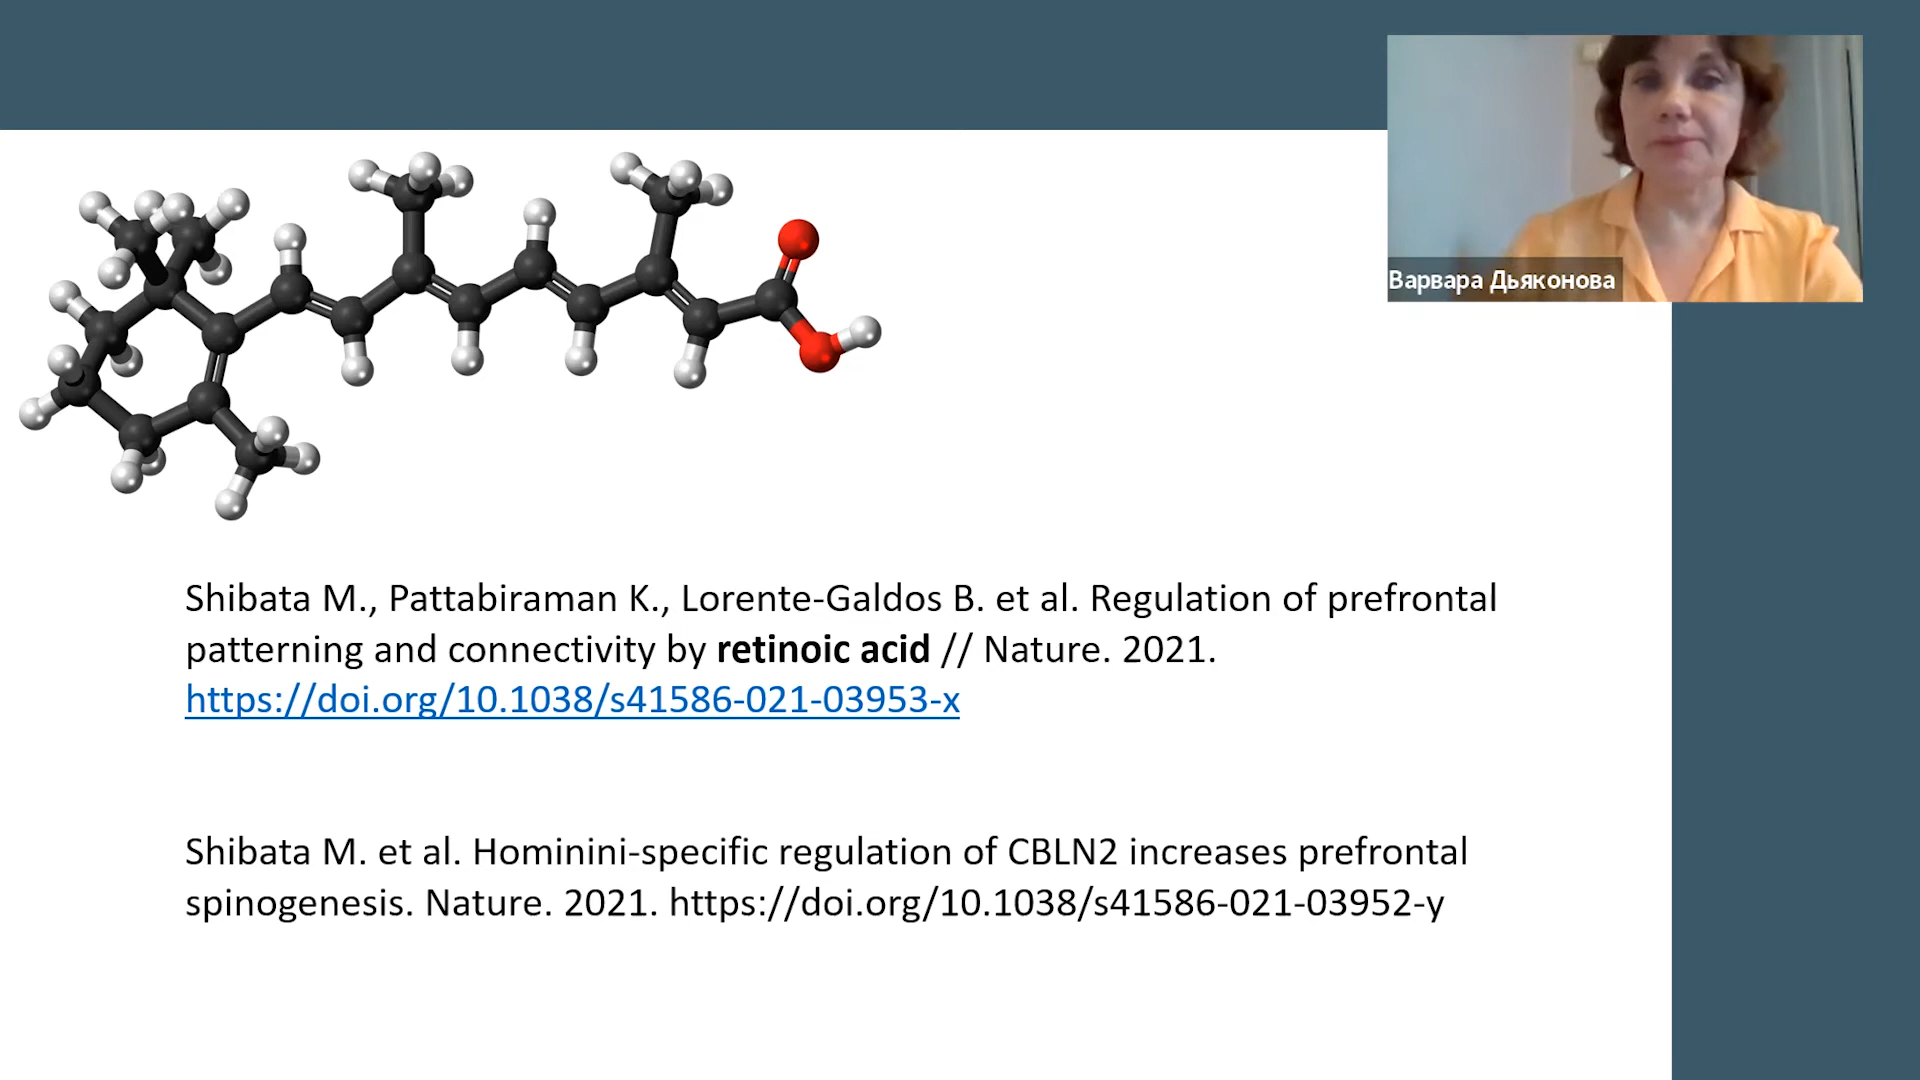 Варвара Дьяконова
Shibata M., Pattabiraman K., Lorente-Galdos B. et al. Regulation of prefrontal
patterning and connectivity by retinoic acid // Nature. 2021.
https://doi.org/10.1038/s41586-021-03953-x
Shibata M. et al. Hominini-specific regulation of CBLN2 increases prefrontal
spinogenesis. Nature. 2021. https://doi.org/10.1038/s41586-021-03952-y